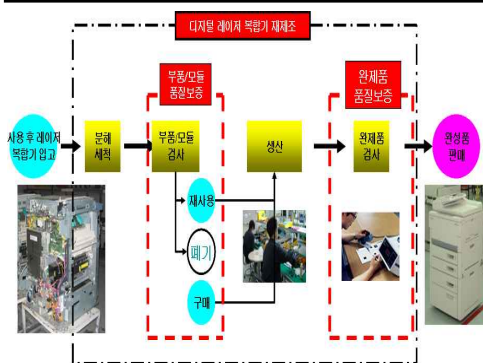 디지털 레이저 복합기 재제조
부품/모듈
품질보증
완제품
품질보증
사용 후 레이저
복합기 입고
분해
세척
부품/모듈
검사
생산
완제품
검사
완성품
판매
재사용
폐기
구매